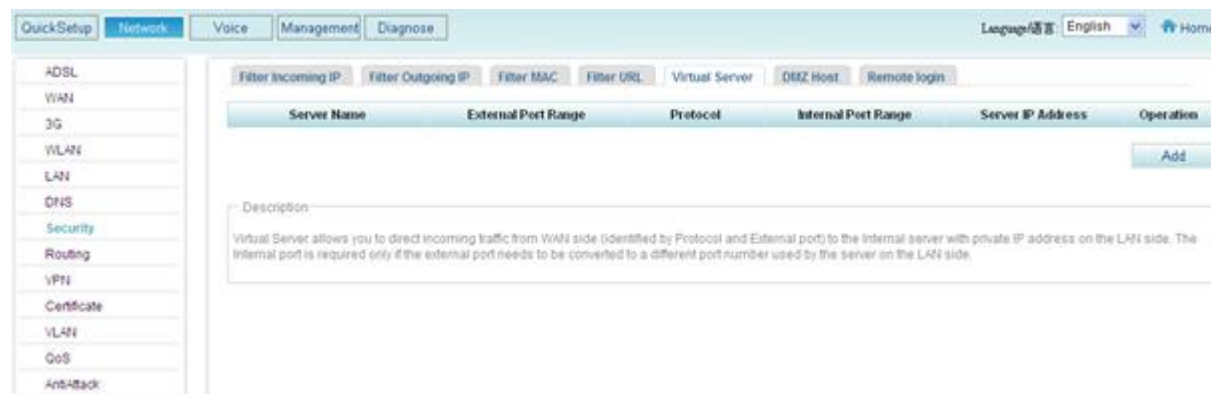 QuickSetup Network Voice Management Diagnose Language/语言: English Home
ADSL
WAN
3G
WLAN
LAN
DNS
Security
Routing
VPN
Certificate
VLAN
QoS
AntiAttack
Filter Incoming IP Filter Outgoing IP Filter MAC Filter URL Virtual Server DMZ Host Remote login
Server Name External Port Range Protocol Internal Port Range Server IP Address Operation
Add
Description
Virtual Server allows you to direct incoming traffic from WAN side (identified by Protocol and External port) to the Internal server with private IP address on the LAN side. The
Internal port is required only if the external port needs to be converted to a different port number used by the server on the LAN side.